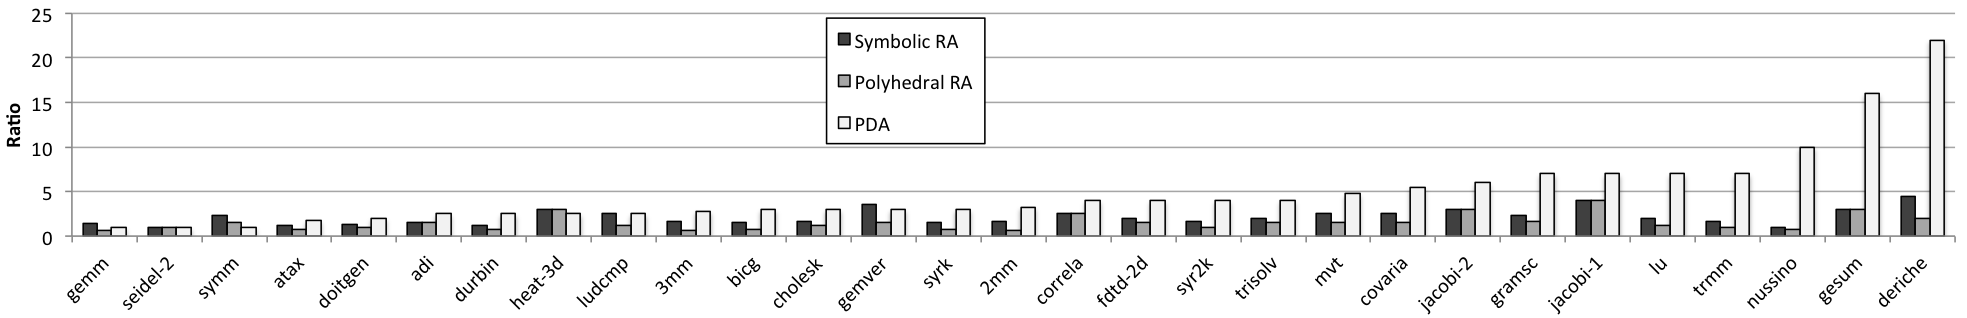 25
20
15
10
5
0
Ratio
Symbolic RA
Polyhedral RA
PDA
gemm
seidel-2
symm
atax
doitgen
adi
durbin
heat-3d
ludcmp
3mm
bicg
cholesk
gemver
syrk
2mm
correla
fdtd-2d
syr2k
trisolv
mvt
covaria
jacobi-2
gramsc
jacobi-1
lu
trmm
nussino
gesum
deriche